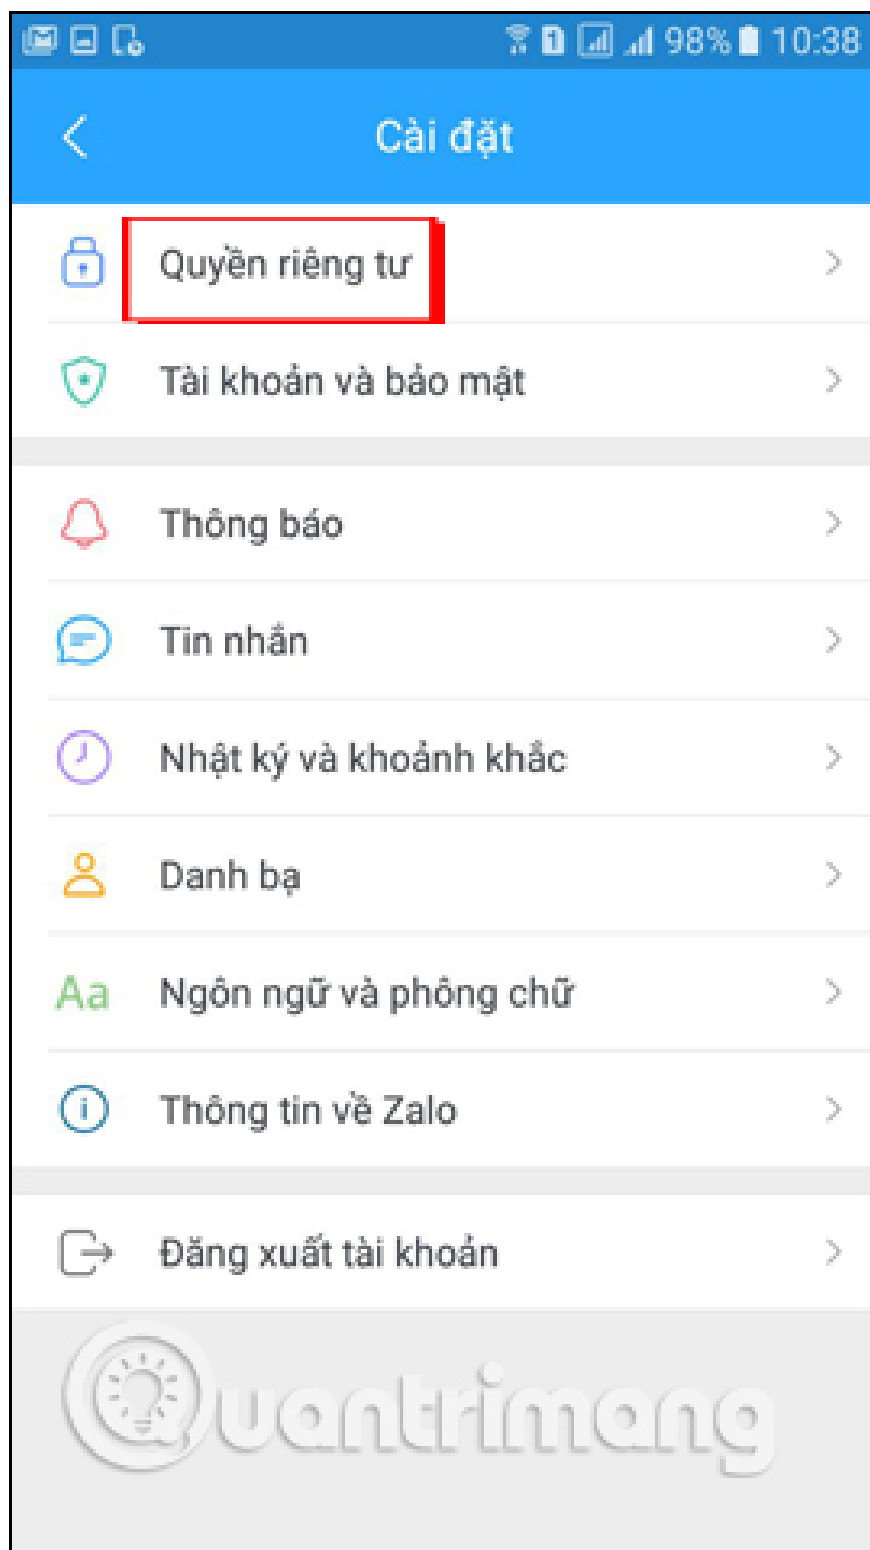 98% 10:38
Cài đặt
Quyền riêng tư
Tài khoản và bảo mật
Thông báo
Tin nhắn
Nhật ký và khoảnh khắc
Danh bạ
Aa Ngôn ngữ và phông chữ
Thông tin về Zalo
Đăng xuất tài khoản
Quantrimang